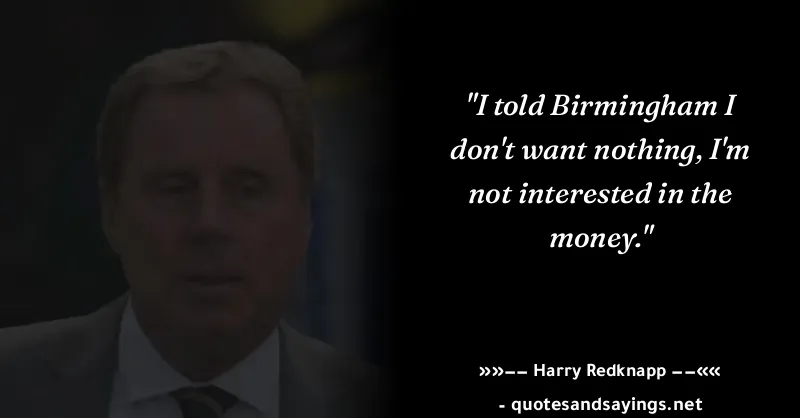 "I told Birmingham I
don't want nothing, I'm
not interested in the
money."
»»−− Harry Redknapp −−««
- quotesandsayings.net